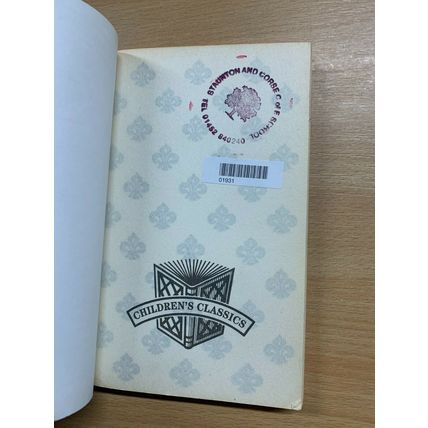 STAUNTON AND CORSE C of E SCHOOL
TEL 01452 840240
01931
CHILDREN'S CLASSICS